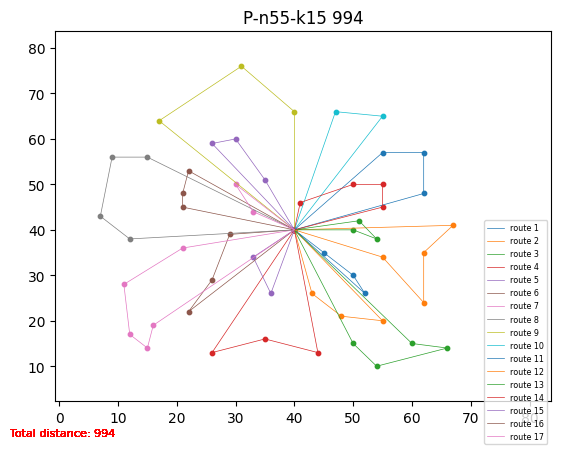 P-n55-k15 994
80
70
60
50
40
30
20
10
0 10 20 30 40 50 60 70 80
route 1
route 2
route 3
route 4
route 5
route 6
route 7
route 8
route 9
route 10
route 11
route 12
route 13
route 14
route 15
route 16
route 17
Total distance: 994